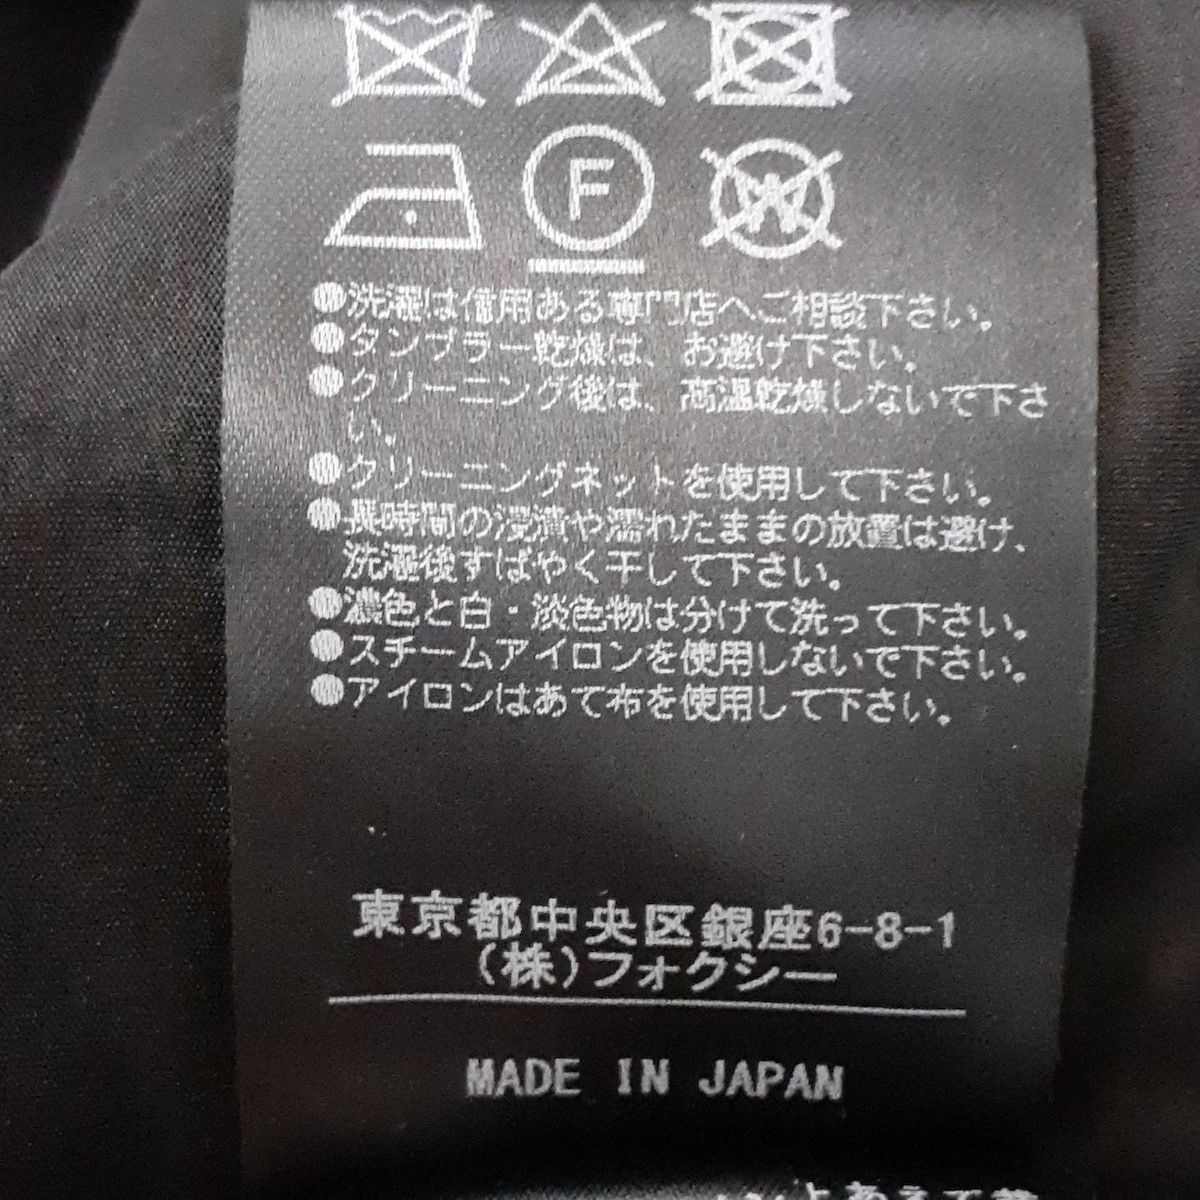 F
W
●洗濯は信用ある専門店へご相談下さい。
●タンブラー乾燥は、お避け下さい。
●クリーニング後は、高温乾燥しないで下さ
い。
●クリーニングネットを使用して下さい。
●長時間の浸漬や濡れたままの放置は避け、
洗濯後すばやく干して下さい。
●濃色と白・淡色物は分けて洗って下さい。
●スチームアイロンを使用しないで下さい。
●アイロンはあて布を使用して下さい。
東京都中央区銀座6-8-1
(株)フォクシー
MADE IN JAPAN